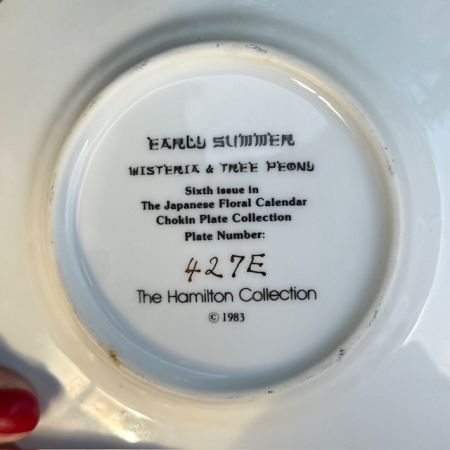 EARLY SUMMER
WISTERIA & TREE PEONY
Sixth issue in
The Japanese Floral Calendar
Chokin Plate Collection
Plate Number:
427E
The Hamilton Collection
© 1983